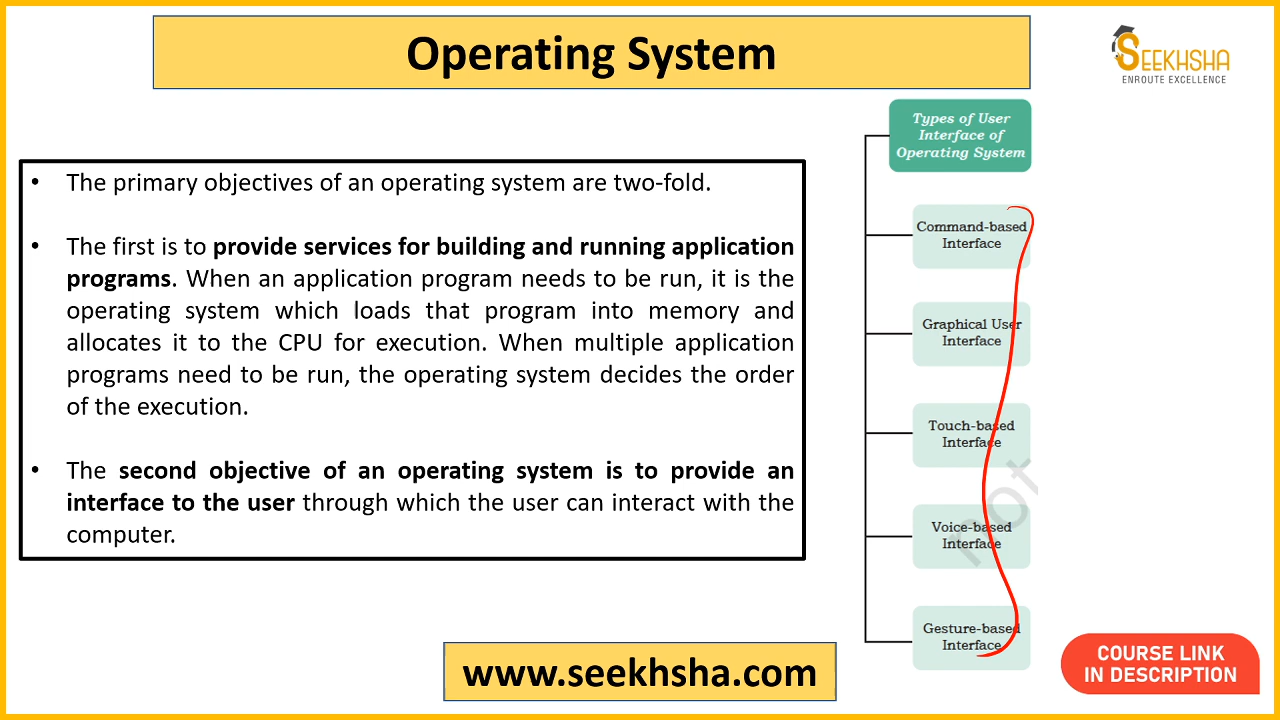 Operating System
SEEKHSHA
ENROUTE EXCELLENCE
• The primary objectives of an operating system are two-fold.
• The first is to provide services for building and running application
programs. When an application program needs to be run, it is the
operating system which loads that program into memory and
allocates it to the CPU for execution. When multiple application
programs need to be run, the operating system decides the order
of the execution.
• The second objective of an operating system is to provide an
interface to the user through which the user can interact with the
computer.
Types of User
Interface of
Operating System
Command-based
Interface
Graphical User
Interface
Touch-based
Interface
Voice-based
Interface
Gesture-based
Interface
not
www.seekhsha.com
COURSE LINK
IN DESCRIPTION